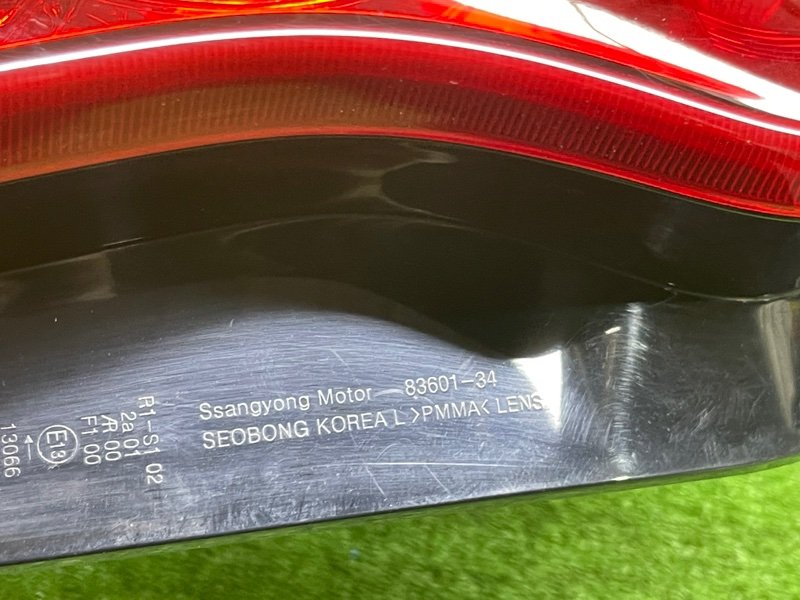 Ssangyong Motor 83601-34
SEOBONG KOREA L >PMMA< LENS
R1-S1 02
2a 01
AR 00
F1 00
E13
←
13066